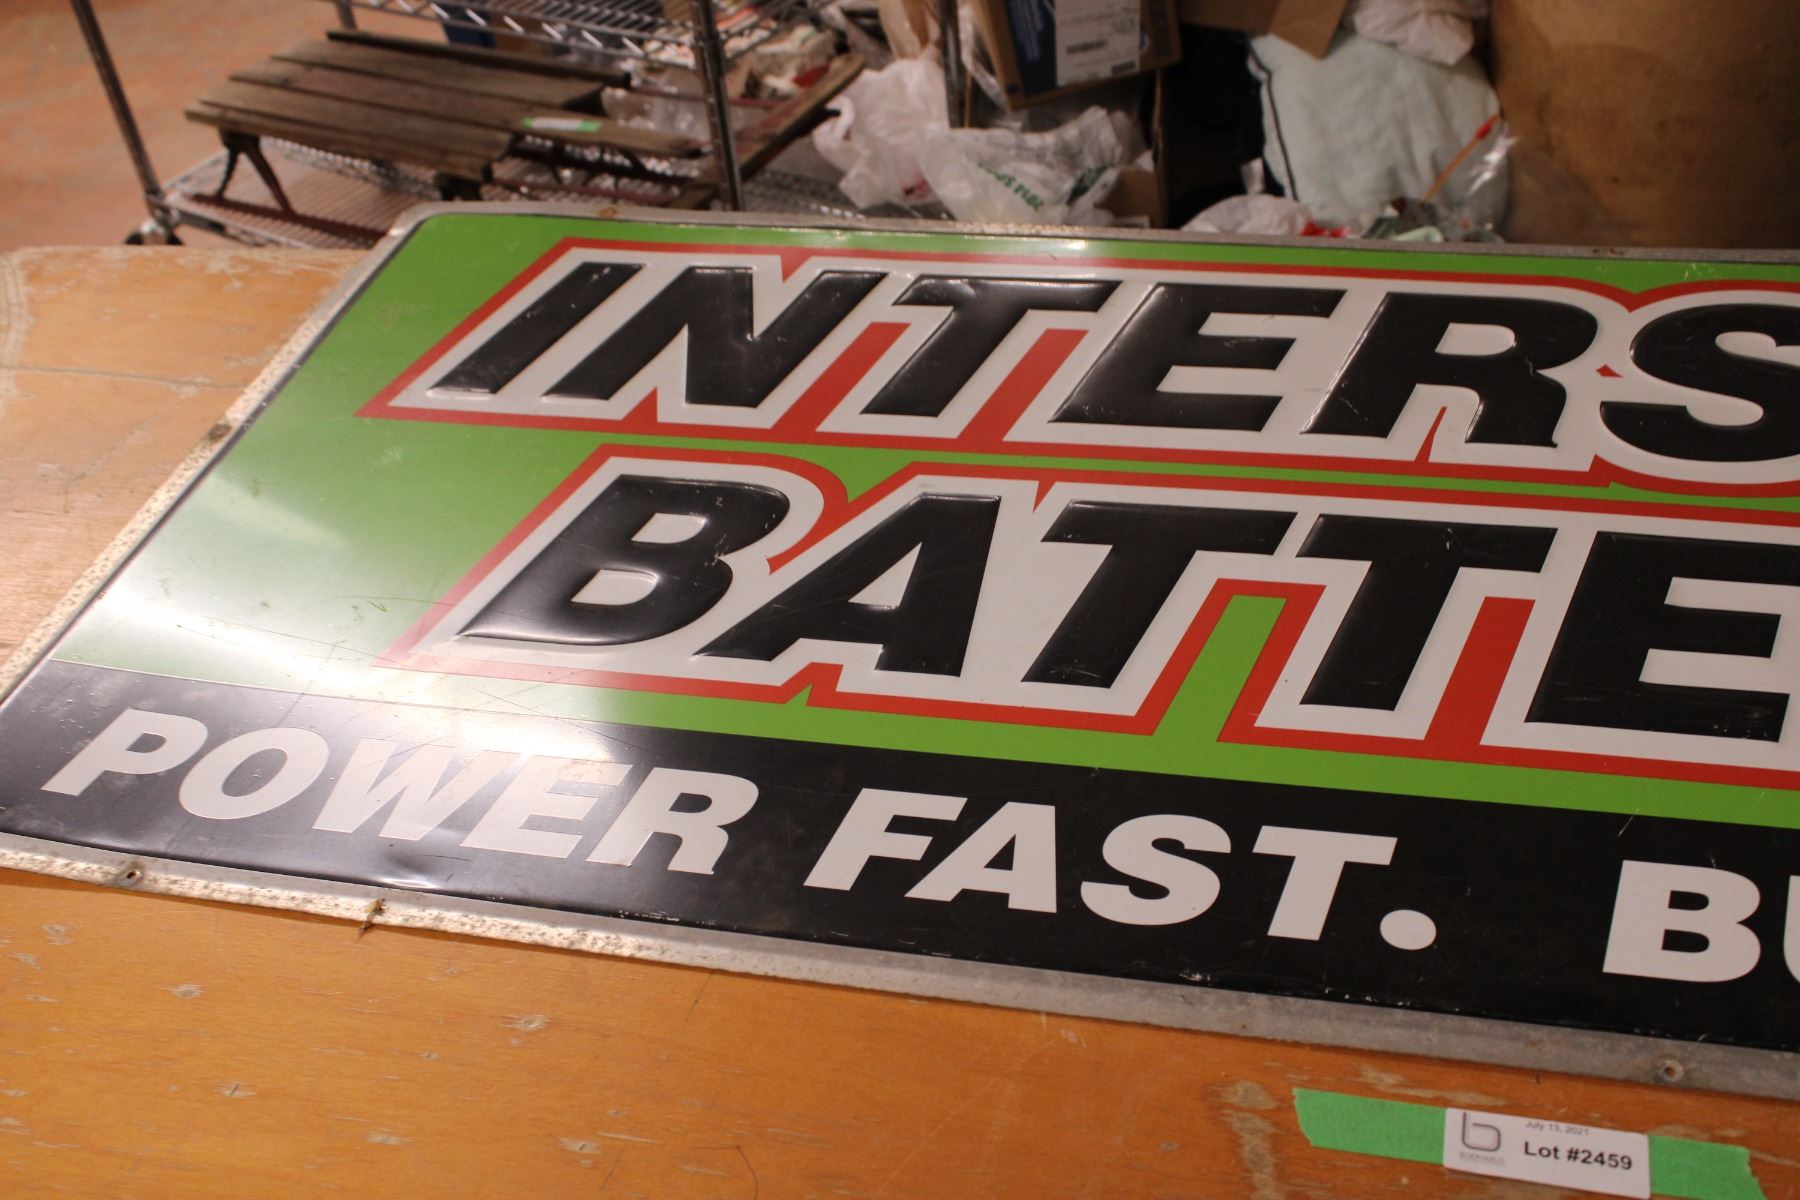 INTERS
BATTE
POWER FAST. BU
July 13, 2021
Lot #2459